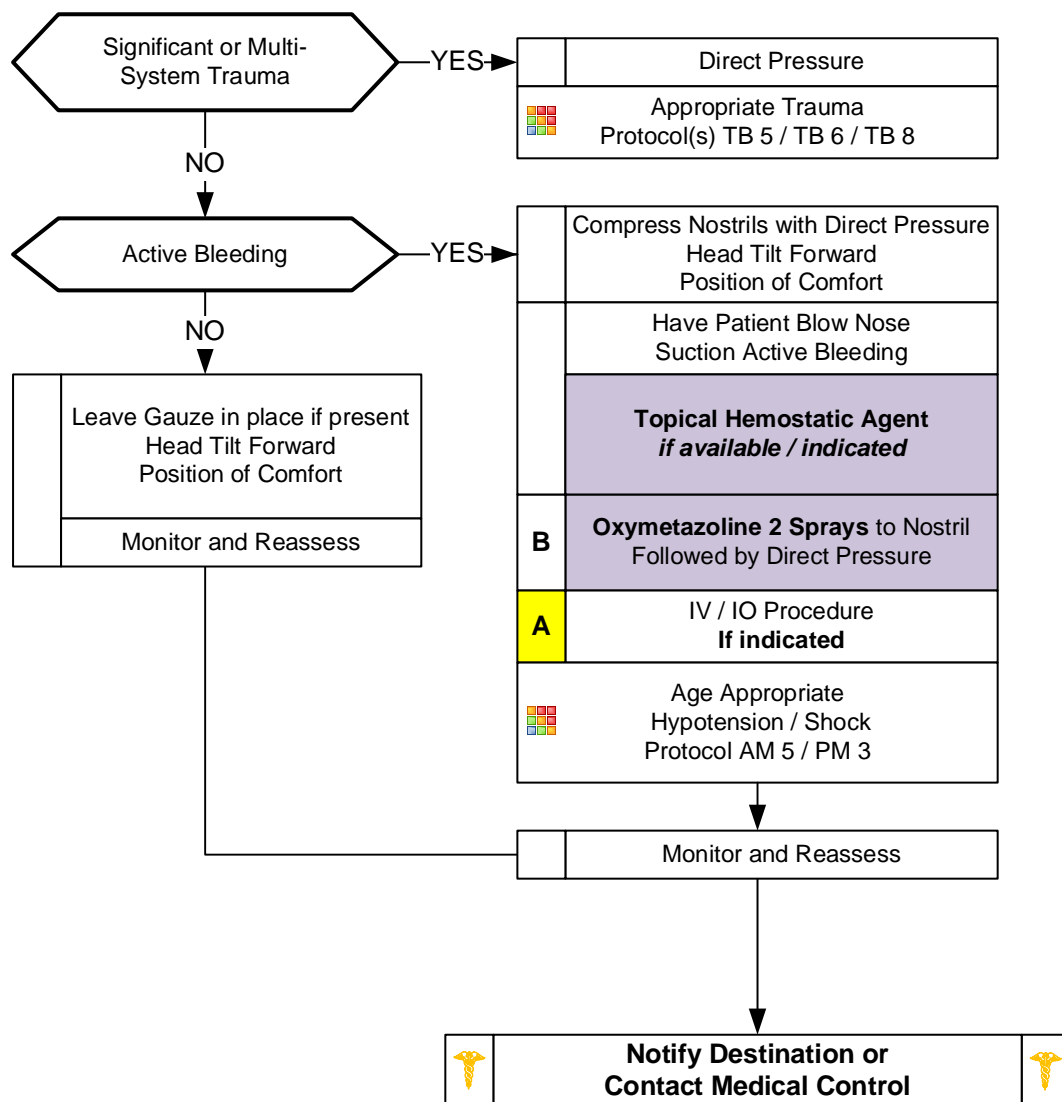 Significant or Multi-
System Trauma
YES
Direct Pressure
Appropriate Trauma
Protocol(s) TB 5 / TB 6 / TB 8
NO
Active Bleeding
YES
Compress Nostrils with Direct Pressure
Head Tilt Forward
Position of Comfort
Have Patient Blow Nose
Suction Active Bleeding
Topical Hemostatic Agent
if available / indicated
B
Oxymetazoline 2 Sprays to Nostril
Followed by Direct Pressure
A
IV / IO Procedure
If indicated
Age Appropriate
Hypotension / Shock
Protocol AM 5 / PM 3
NO
Leave Gauze in place if present
Head Tilt Forward
Position of Comfort
Monitor and Reassess
Monitor and Reassess
Notify Destination or
Contact Medical Control